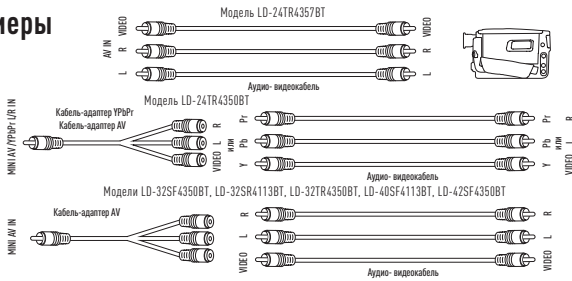 меры
Модель LD-24TR4357BT
AV IN
VIDEO
R
L
VIDEO
R
L
Аудио- видеокабель
Модель LD-24TR4350BT
MINI AV /YPbPr L/R IN
Кабель-адаптер YPbPr
Кабель-адаптер AV
R
L
VIDEO
или
Pr
Pb
Y
Pr
Pb
Y
или
R
L
VIDEO
Аудио- видеокабель
Модели LD-32SF4350BT, LD-32SR4113BT, LD-32TR4350BT, LD-40SF4113BT, LD-42SF4350BT
MINI AV IN
Кабель-адаптер AV
R
L
VIDEO
R
L
VIDEO
Аудио- видеокабель